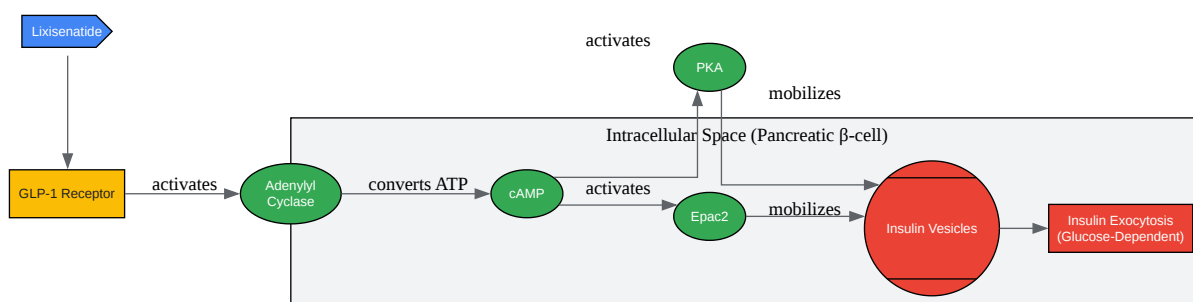 Lixisenatide
activates
PKA
mobilizes
Intracellular Space (Pancreatic β-cell)
GLP-1 Receptor
activates
Adenylyl
Cyclase
converts ATP
cAMP
activates
Epac2
mobilizes
Insulin Vesicles
Insulin Exocytosis
(Glucose-Dependent)